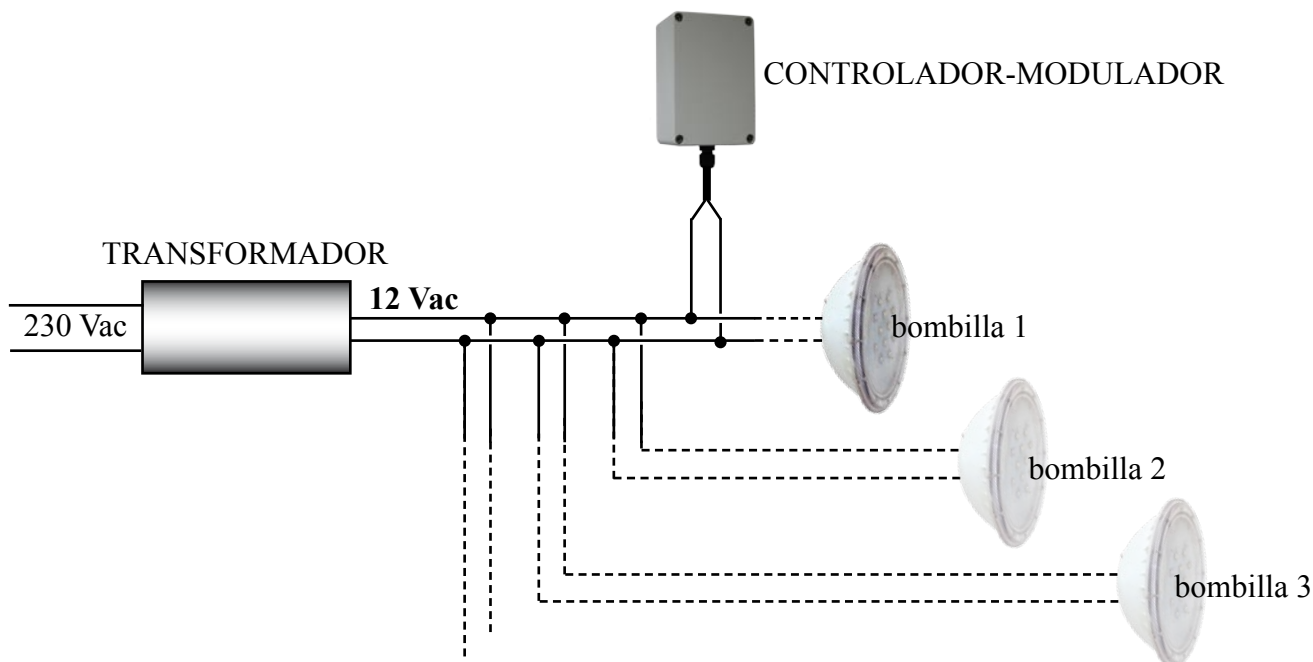 CONTROLADOR-MODULADOR
TRANSFORMADOR
12 Vac
230 Vac
bombilla 1
bombilla 2
bombilla 3